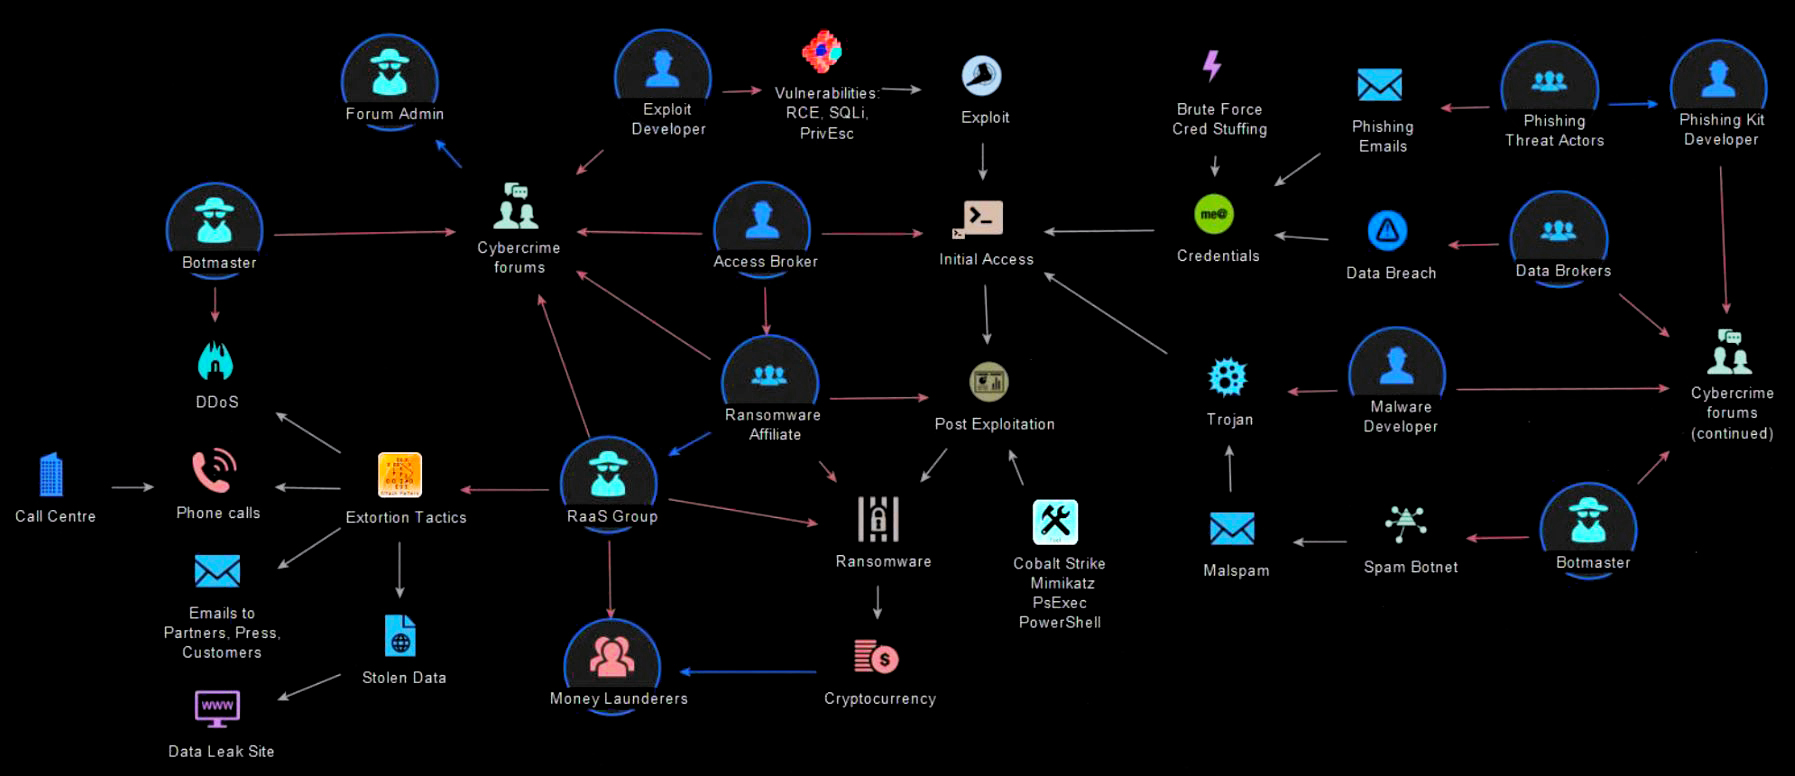 Forum Admin
Exploit
Developer
Vulnerabilities:
RCE, SQLi,
PrivEsc
Exploit
Brute Force
Cred Stuffing
Phishing
Emails
Phishing
Threat Actors
Phishing Kit
Developer
Botmaster
Cybercrime
forums
Access Broker
Initial Access
me@
Credentials
Data Breach
Data Brokers
DDoS
Ransomware
Affiliate
Post Exploitation
Trojan
Malware
Developer
Cybercrime
forums
(continued)
Call Centre
Phone calls
Extortion Tactics
RaaS Group
Ransomware
Cobalt Strike
Mimikatz
PsExec
PowerShell
Malspam
Spam Botnet
Botmaster
Emails to
Partners, Press,
Customers
Stolen Data
Money Launderers
$
Cryptocurrency
WWW
Data Leak Site